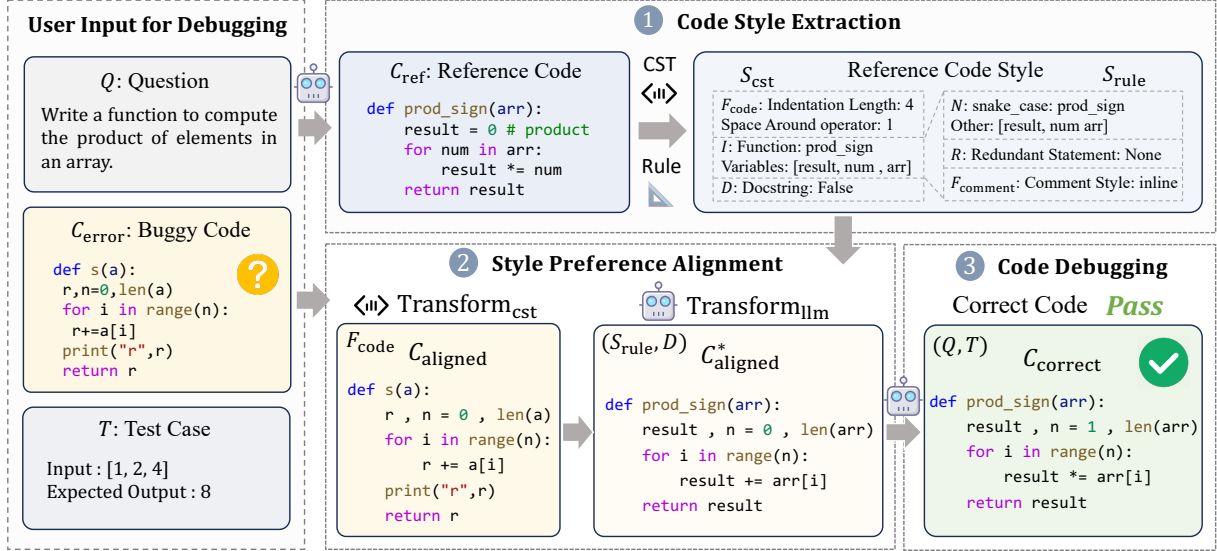 User Input for Debugging
Q: Question
Write a function to compute
the product of elements in
an array.
C_error: Buggy Code
def s(a):
 r,n=0,len(a)
 for i in range(n):
  r+=a[i]
 print("r",r)
 return r
?
T: Test Case
Input : [1, 2, 4]
Expected Output : 8
1 Code Style Extraction
C_ref: Reference Code
def prod_sign(arr):
    result = 0 # product
    for num in arr:
        result *= num
    return result
CST
Rule
S_cst Reference Code Style S_rule
F_code: Indentation Length: 4
Space Around operator: 1
I: Function: prod_sign
Variables: [result, num , arr]
D: Docstring: False
N: snake_case: prod_sign
Other: [result, num arr]
R: Redundant Statement: None
F_comment: Comment Style: inline
2 Style Preference Alignment
Transform_cst
F_code C_aligned
def s(a):
    r , n = 0 , len(a)
    for i in range(n):
        r += a[i]
    print("r",r)
    return r
Transform_llm
(S_rule, D) C*_aligned
def prod_sign(arr):
    result , n = 0 , len(arr)
    for i in range(n):
        result += arr[i]
    return result
3 Code Debugging
Correct Code Pass
(Q, T) C_correct
def prod_sign(arr):
    result , n = 1 , len(arr)
    for i in range(n):
        result *= arr[i]
    return result